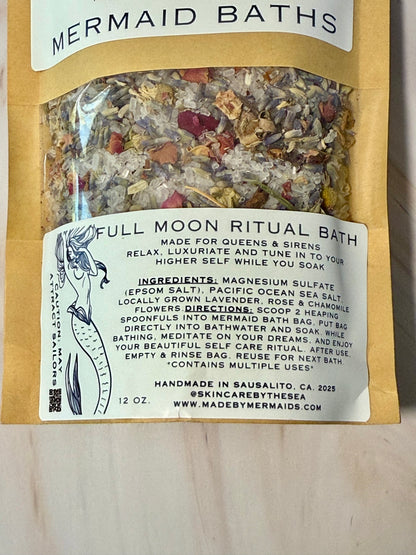 MERMAID BATHS
FULL MOON RITUAL BATH
MADE FOR QUEENS & SIRENS
RELAX, LUXURIATE AND TUNE IN TO YOUR
HIGHER SELF WHILE YOU SOAK
INGREDIENTS: MAGNESIUM SULFATE
(EPSOM SALT), PACIFIC OCEAN SEA SALT,
LOCALLY GROWN LAVENDER, ROSE & CHAMOMILE
FLOWERS. DIRECTIONS: SCOOP 2 HEAPING
SPOONFULS INTO MERMAID BATH BAG, PUT BAG
DIRECTLY INTO BATHWATER AND SOAK. WHILE
BATHING, MEDITATE ON YOUR DREAMS, AND ENJOY
YOUR BEAUTIFUL SELF CARE RITUAL. AFTER USE,
EMPTY & RINSE BAG, REUSE FOR NEXT BATH.
*CONTAINS MULTIPLE USES*
HANDMADE IN SAUSALITO, CA. 2025
@SKINCAREBYTHESEA
12 OZ. WWW.MADEBYMERMAIDS.COM
CAUTION: MAY
ATTRACT SAILORS